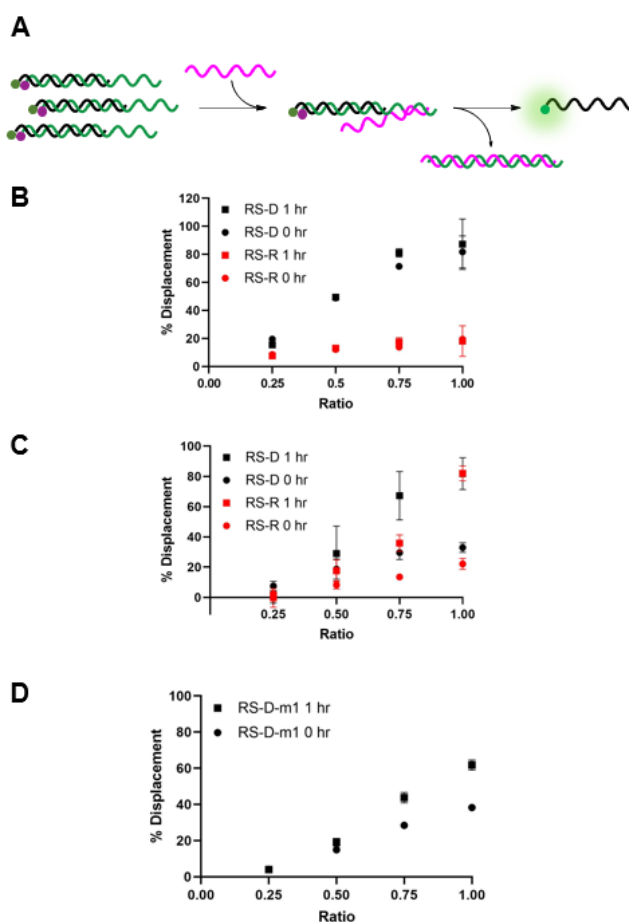 A
B
RS-D 1 hr
RS-D 0 hr
RS-R 1 hr
RS-R 0 hr
% Displacement
120
100
80
60
40
20
0
0.00 0.25 0.5 0.75 1.00
Ratio
C
RS-D 1 hr
RS-D 0 hr
RS-R 1 hr
RS-R 0 hr
% Displacement
100
80
60
40
20
0
0.25 0.50 0.75 1.00
Ratio
D
RS-D-m1 1 hr
RS-D-m1 0 hr
% Displacement
100
80
60
40
20
0
0.00 0.25 0.50 0.75 1.00
Ratio